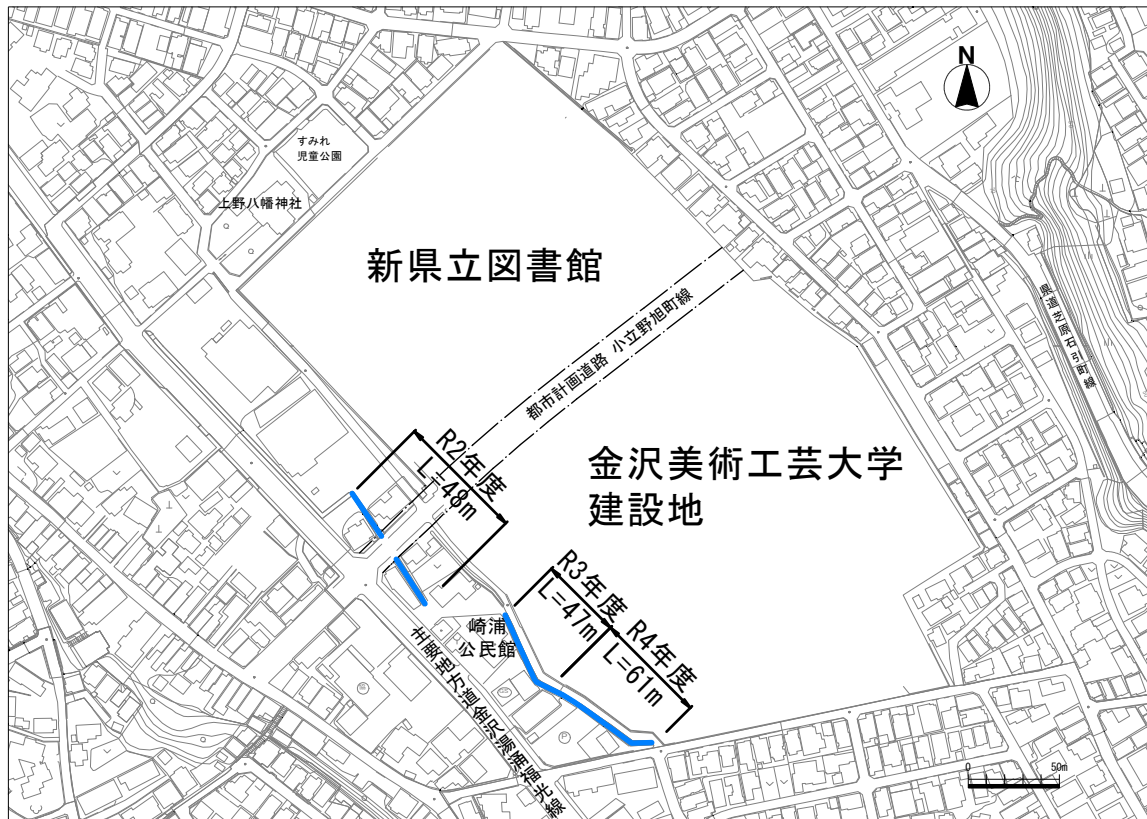 N
すみれ
児童公園
上野八幡神社
新県立図書館
都市計画道路 小立野旭町線
県道芝原石引町線
R2年度
L=48m
金沢美術工芸大学
建設地
R3年度
L=47m
R4年度
L=61m
崎浦
公民館
主要地方道金沢湯涌福光線
0 50m